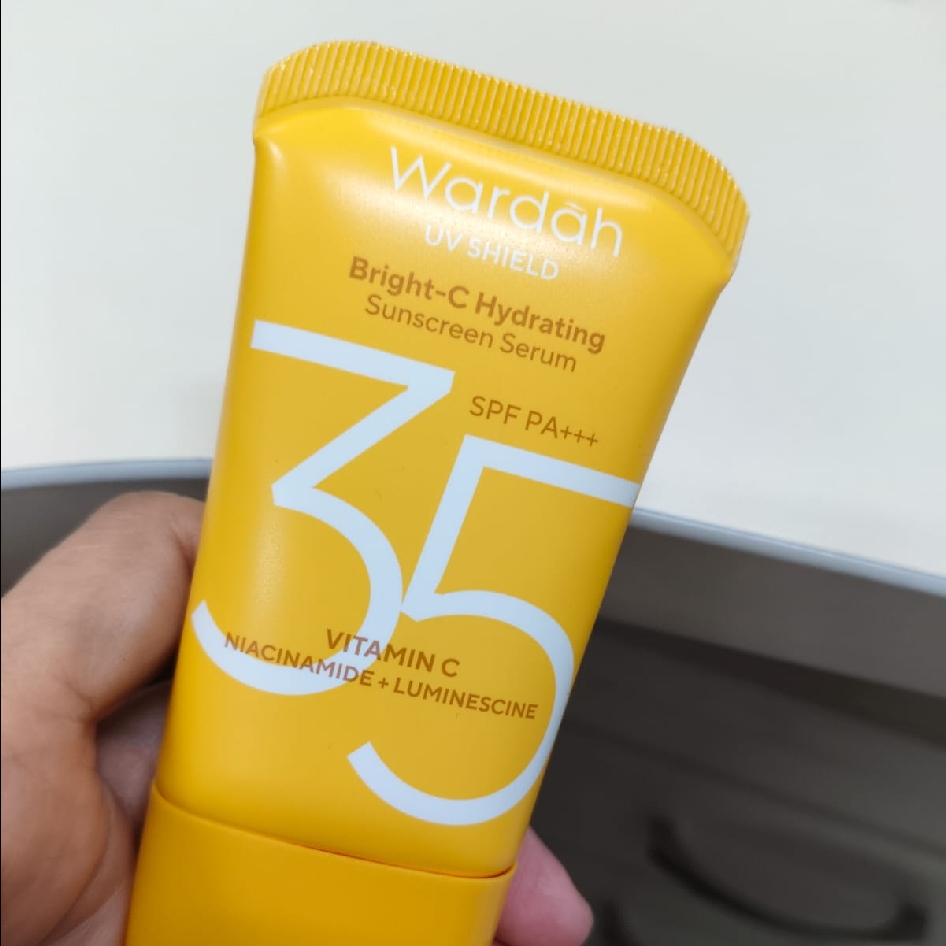 Wardah
UV SHIELD
Bright-C Hydrating
Sunscreen Serum
SPF PA+++
35
VITAMIN C
NIACINAMIDE + LUMINESCINE